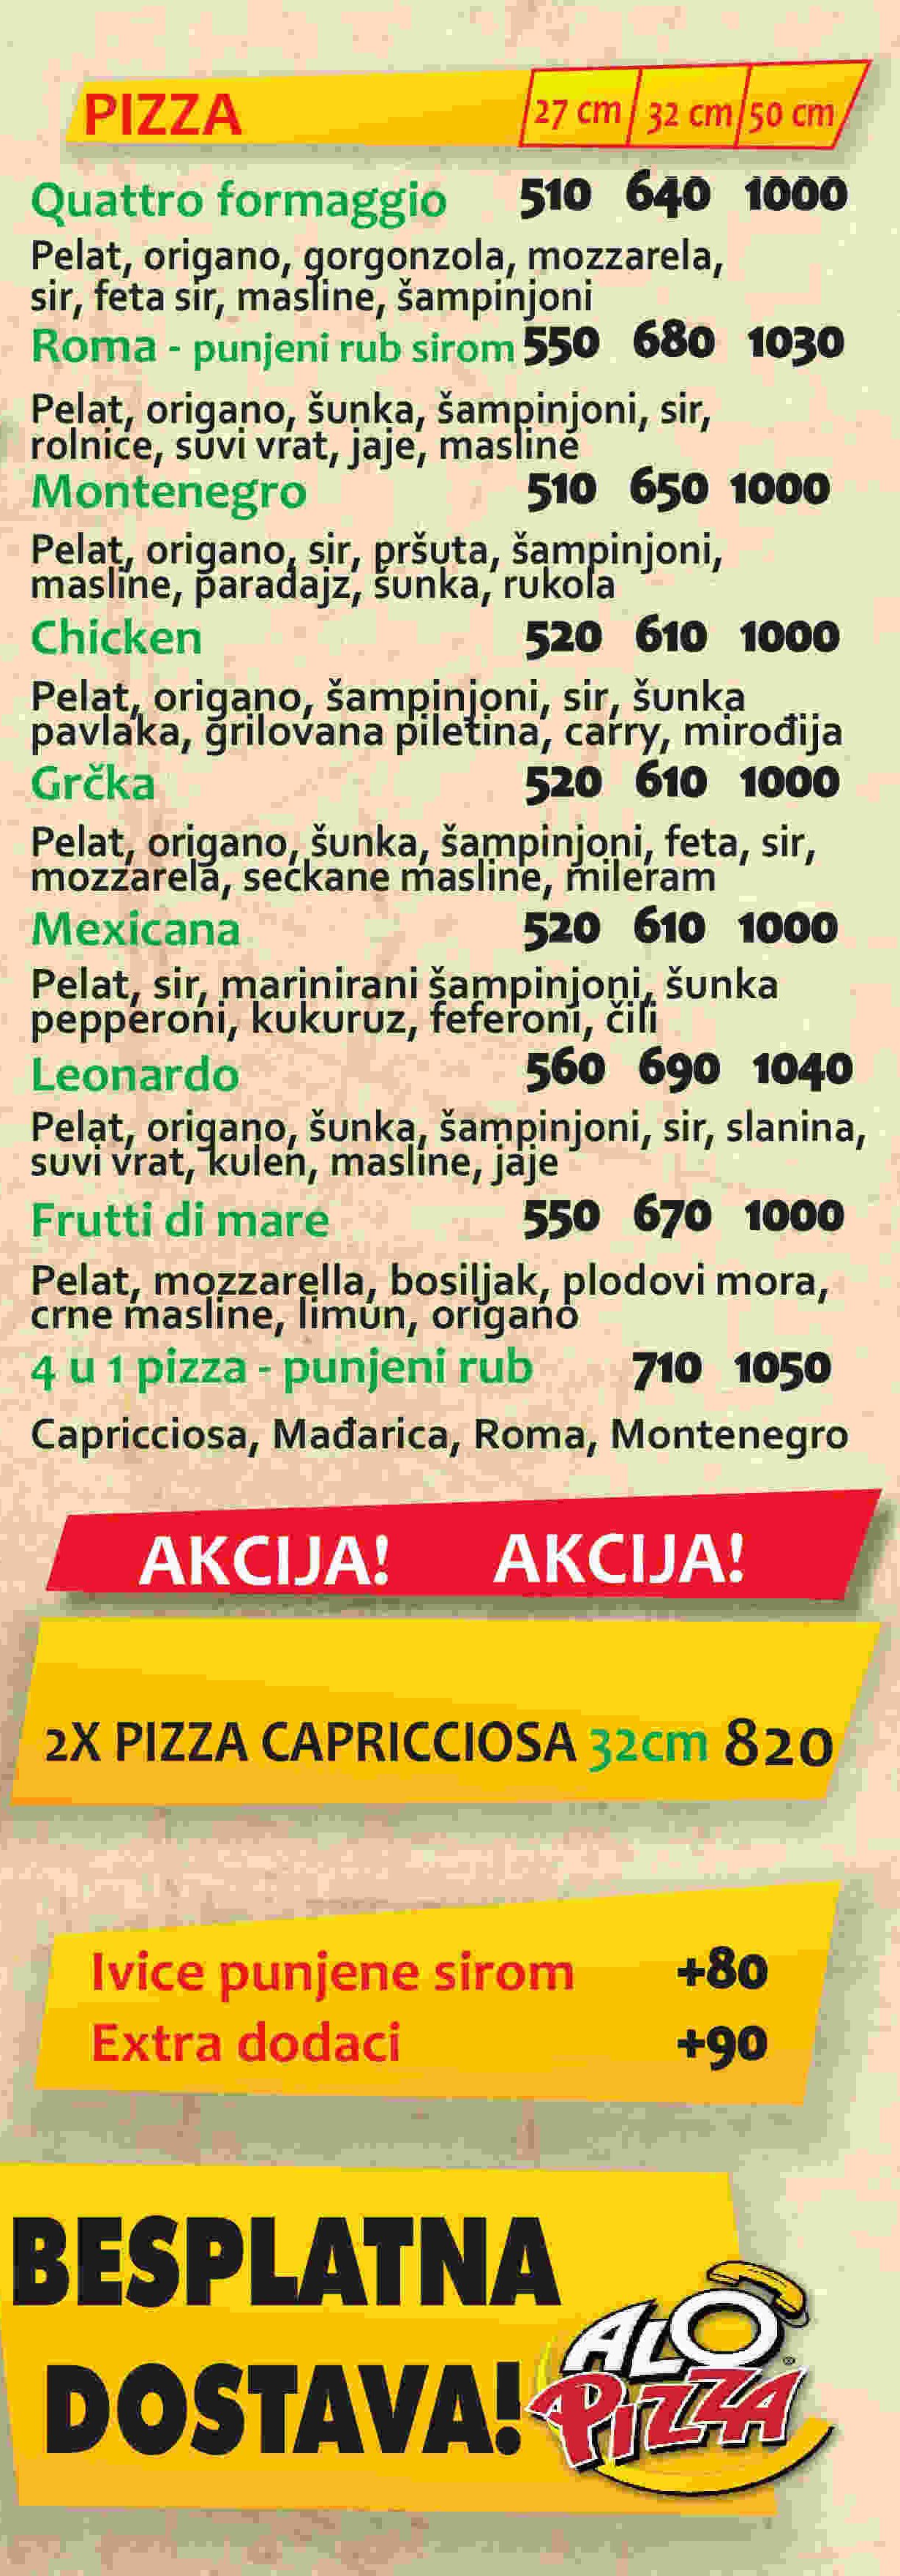 PIZZA 27 cm 32 cm 50 cm
Quattro formaggio 510 640 1000
Pelat, origano, gorgonzola, mozzarela,
sir, feta sir, masline, šampinjoni
Roma - punjeni rub sirom 550 680 1030
Pelat, origano, šunka, šampinjoni, sir,
rolnice, suvi vrat, jaje, masline
Montenegro 510 650 1000
Pelat, origano, sir, pršuta, šampinjoni,
masline, paradajz, šunka, rukola
Chicken 520 610 1000
Pelat, origano, šampinjoni, sir, šunka
pavlaka, grilovana piletina, carry, mirođija
Grčka 520 610 1000
Pelat, origano, šunka, šampinjoni, feta, sir,
mozzarela, seckane masline, mileram
Mexicana 520 610 1000
Pelat, sir, marinirani šampinjoni, šunka
pepperoni, kukuruz, feferoni, čili
Leonardo 560 690 1040
Pelat, origano, šunka, šampinjoni, sir, slanina,
suvi vrat, kulen, masline, jaje
Frutti di mare 550 670 1000
Pelat, mozzarella, bosiljak, plodovi mora,
crne masline, limun, origano
4 u 1 pizza - punjeni rub 710 1050
Capricciosa, Mađarica, Roma, Montenegro
AKCIJA! AKCIJA!
2X PIZZA CAPRICCIOSA 32cm 820
Ivice punjene sirom +80
Extra dodaci +90
BESPLATNA
DOSTAVA!
ALO
PIZZA ®